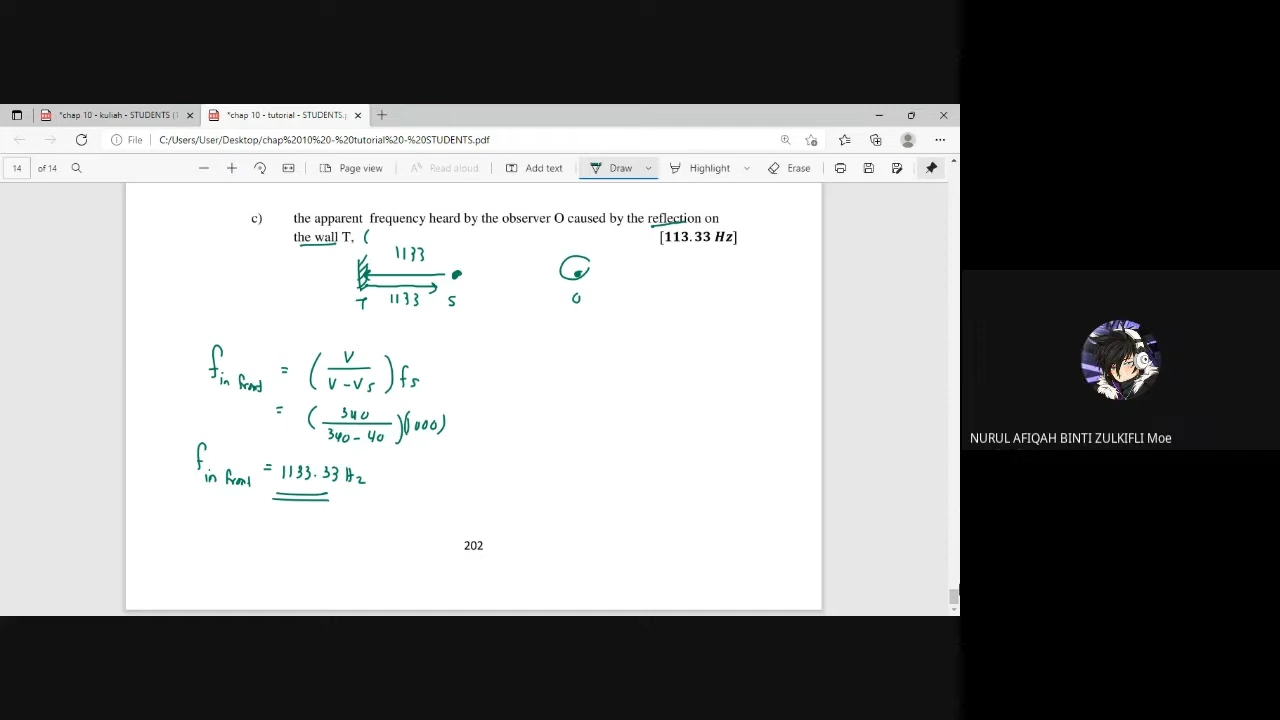 *chap 10 - kuliah - STUDENTS (1
*chap 10 - tutorial - STUDENTS.p
File
C:/Users/User/Desktop/chap%2010%20-%20tutorial%20-%20STUDENTS.pdf
14 of 14
Page view
Read aloud
Add text
Draw
Highlight
Erase
c) the apparent frequency heard by the observer O caused by the reflection on
the wall T, ( [113.33 Hz]
1133
T 1133 S O
f in front = (V / V - Vs) fs
= (340 / 340 - 40)(1000)
f in front = 1133.33 Hz
202
NURUL AFIQAH BINTI ZULKIFLI Moe